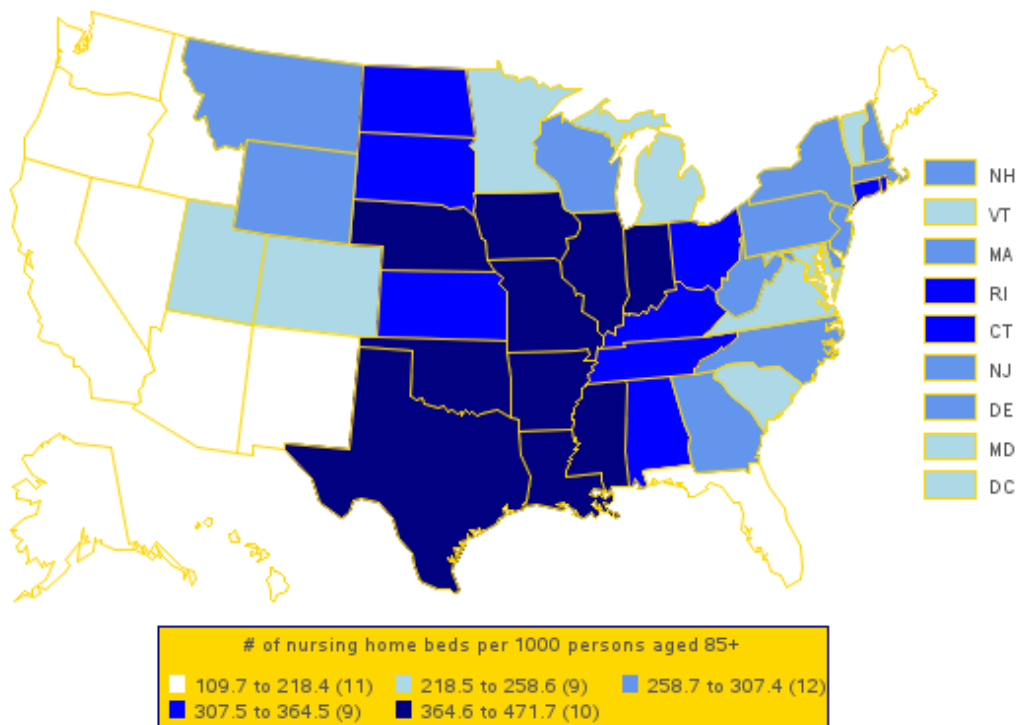 NH
VT
MA
RI
CT
NJ
DE
MD
DC
# of nursing home beds per 1000 persons aged 85+
109.7 to 218.4 (11) 218.5 to 258.6 (9) 258.7 to 307.4 (12)
307.5 to 364.5 (9) 364.6 to 471.7 (10)